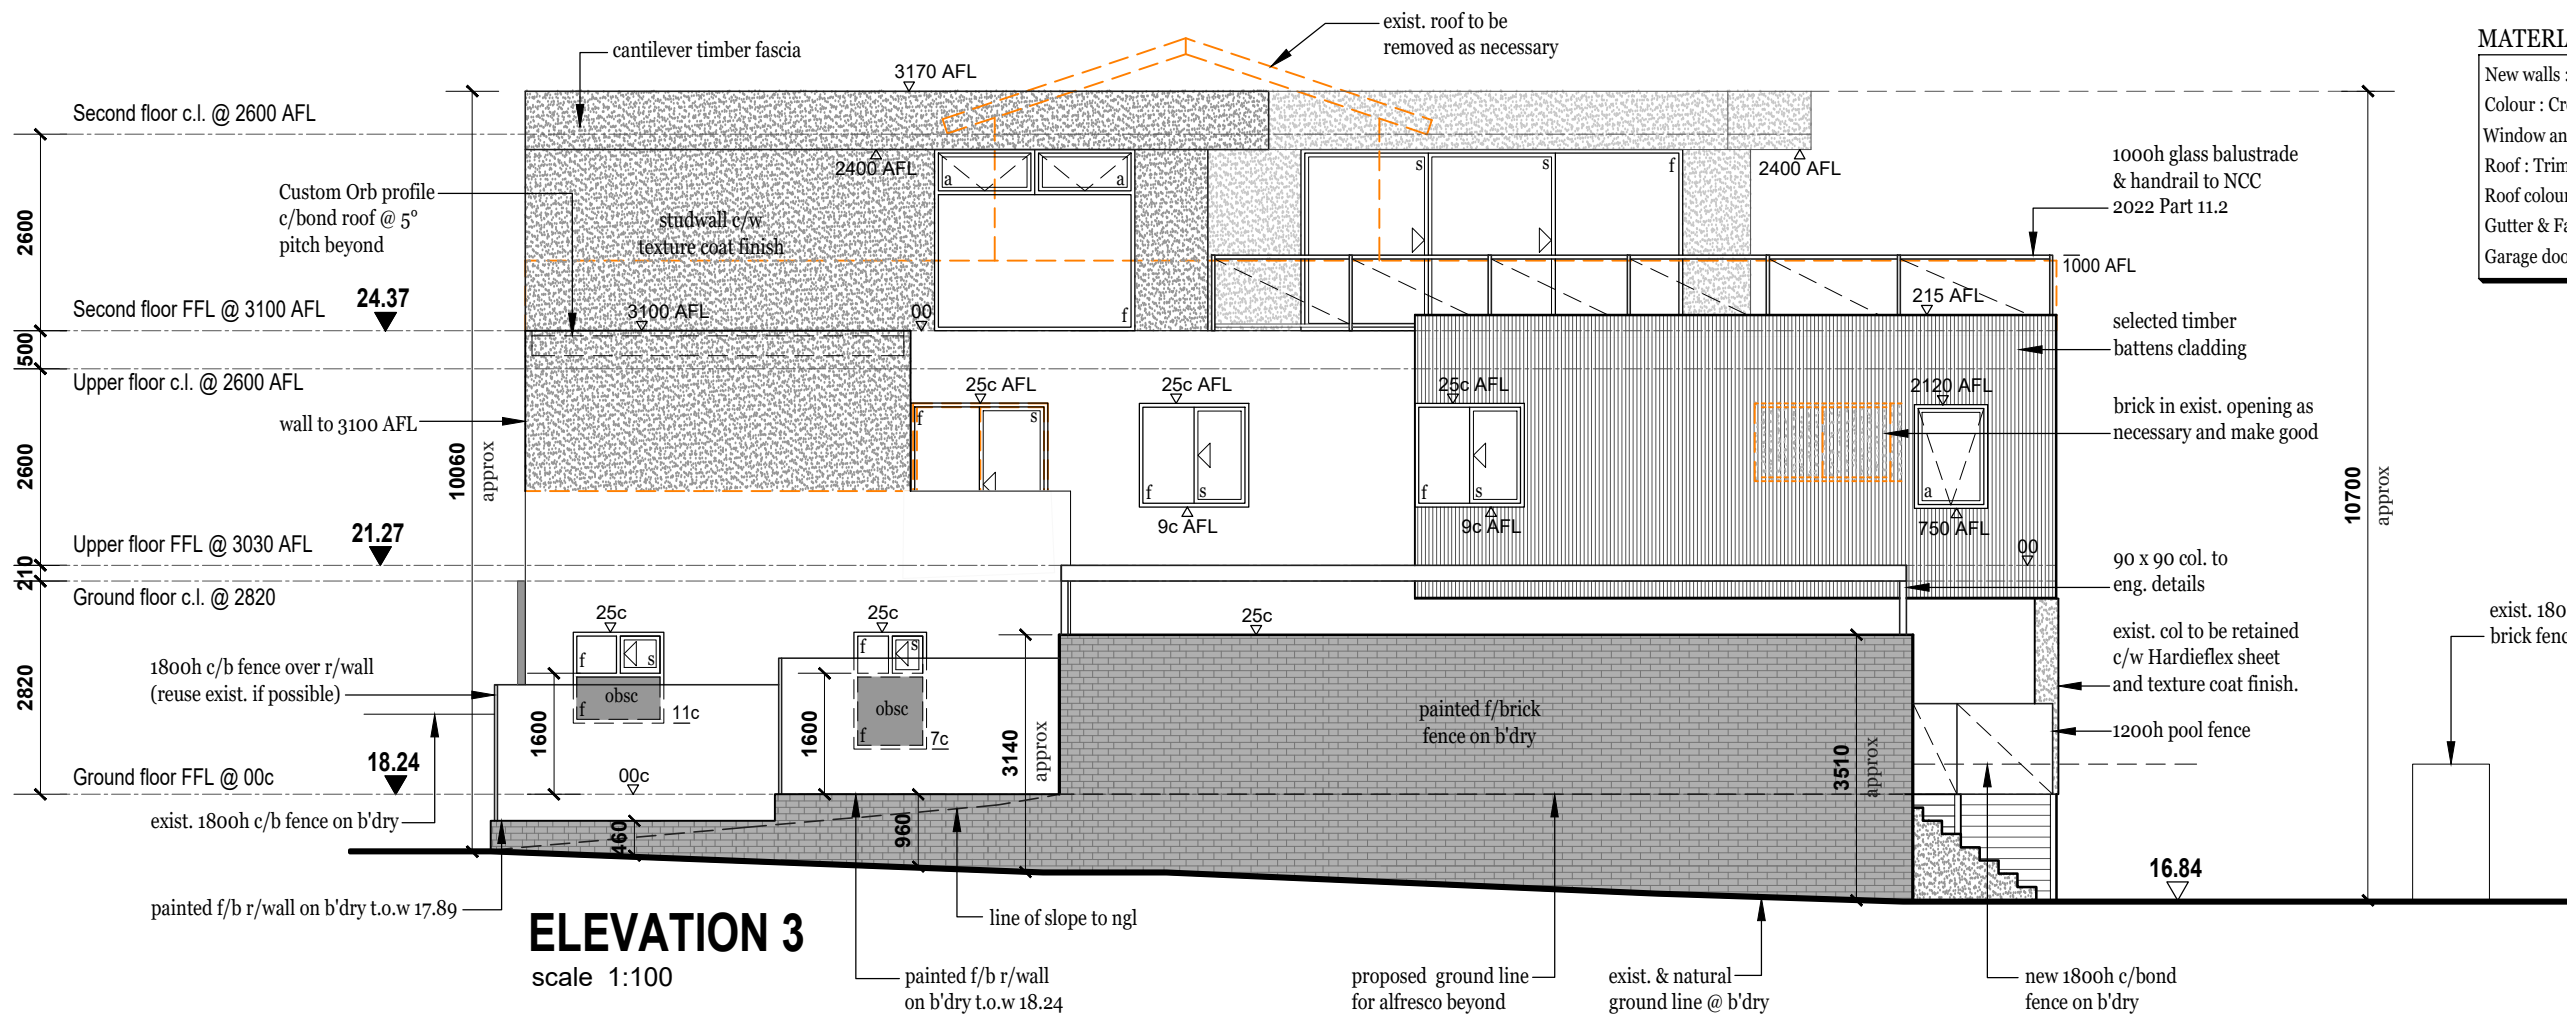 exist. roof to be
removed as necessary
cantilever timber fascia
3170 AFL
MATERI
New walls :
Colour : Cr
Window an
Roof : Trim
Roof colou
Gutter & Fa
Garage doo
Second floor c.l. @ 2600 AFL
2400 AFL
a
a
s
s
f
2400 AFL
1000h glass balustrade
& handrail to NCC
2022 Part 11.2
Custom Orb profile
c/bond roof @ 5°
pitch beyond
studwall c/w
texture coat finish
2600
1000 AFL
Second floor FFL @ 3100 AFL
24.37
3100 AFL
00
f
215 AFL
selected timber
battens cladding
500
Upper floor c.l. @ 2600 AFL
25c AFL
25c AFL
25c AFL
2120 AFL
wall to 3100 AFL
f
s
brick in exist. opening as
necessary and make good
2600
10060
approx
10700
approx
f
s
f
s
a
9c AFL
9c AFL
750 AFL
Upper floor FFL @ 3030 AFL
21.27
00
90 x 90 col. to
eng. details
210
Ground floor c.l. @ 2820
25c
25c
25c
exist. 180
brick fenc
exist. col to be retained
c/w Hardieflex sheet
and texture coat finish.
1800h c/b fence over r/wall
(reuse exist. if possible)
f
s
f
s
2820
obsc
f
11c
obsc
f
7c
painted f/brick
fence on b'dry
1200h pool fence
1600
1600
3140
approx
3510
approx
Ground floor FFL @ 00c
18.24
00c
exist. 1800h c/b fence on b'dry
460
960
16.84
painted f/b r/wall on b'dry t.o.w 17.89
ELEVATION 3
scale 1:100
line of slope to ngl
painted f/b r/wall
on b'dry t.o.w 18.24
proposed ground line
for alfresco beyond
exist. & natural
ground line @ b'dry
new 1800h c/bond
fence on b'dry